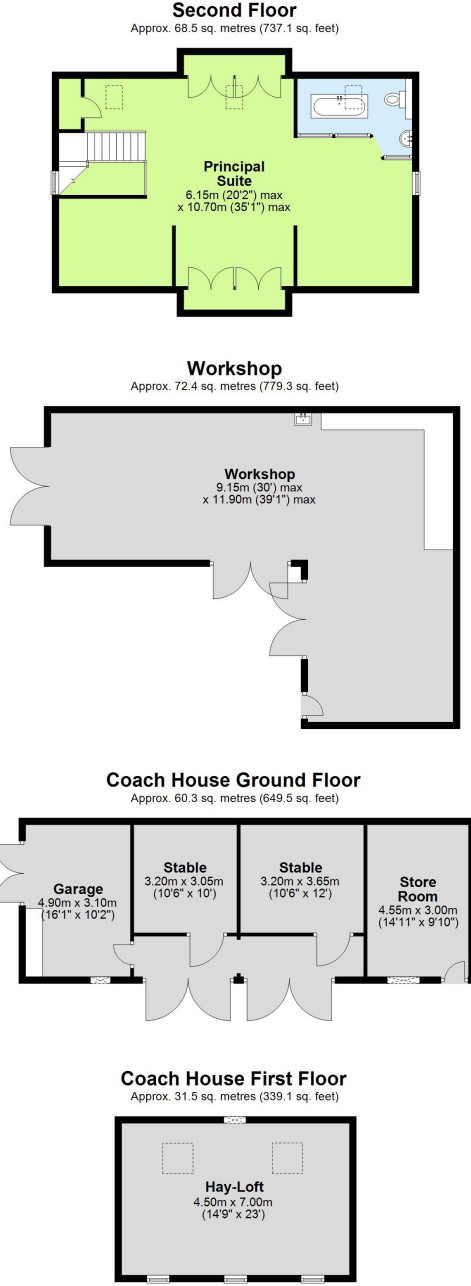 Second Floor
Approx. 68.5 sq. metres (737.1 sq. feet)
Principal
Suite
6.15m (20'2") max
x 10.70m (35'1") max
Workshop
Approx. 72.4 sq. metres (779.3 sq. feet)
Workshop
9.15m (30') max
x 11.90m (39'1") max
Coach House Ground Floor
Approx. 60.3 sq. metres (649.5 sq. feet)
Garage
4.90m x 3.10m
(16'1" x 10'2")
Stable
3.20m x 3.05m
(10'6" x 10')
Stable
3.20m x 3.65m
(10'6" x 12')
Store
Room
4.55m x 3.00m
(14'11" x 9'10")
Coach House First Floor
Approx. 31.5 sq. metres (339.1 sq. feet)
Hay-Loft
4.50m x 7.00m
(14'9" x 23')